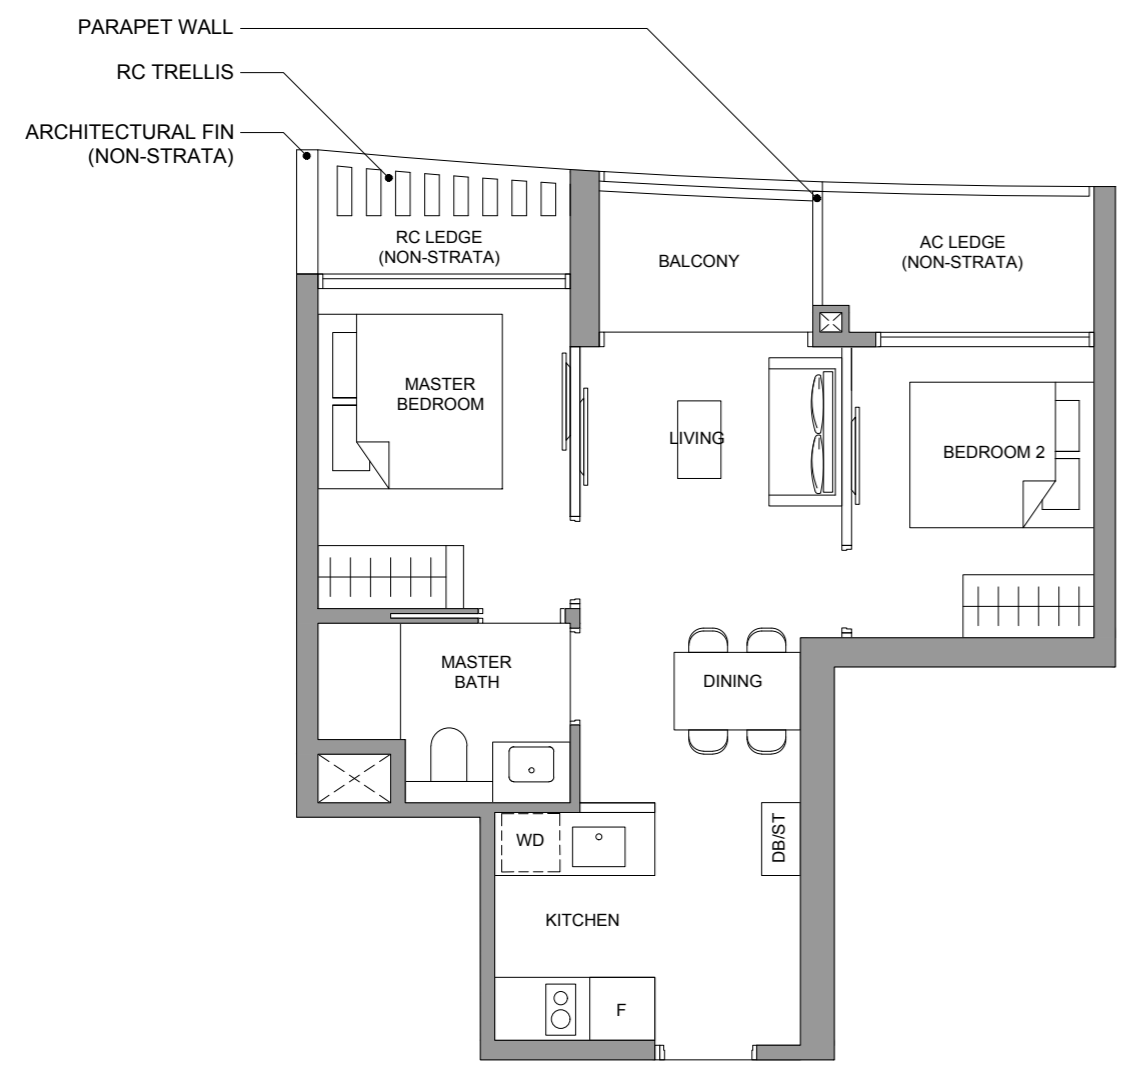 PARAPET WALL
RC TRELLIS
ARCHITECTURAL FIN
(NON-STRATA)
RC LEDGE
(NON-STRATA)
BALCONY
AC LEDGE
(NON-STRATA)
MASTER
BEDROOM
LIVING
BEDROOM 2
MASTER
BATH
DINING
WD
DB/ST
KITCHEN
F